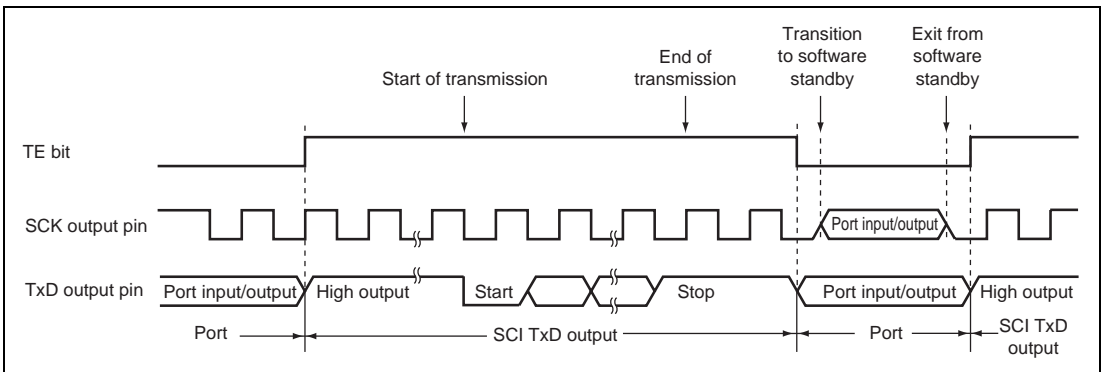 Transition
to software
standby
Exit from
software
standby
End of
transmission
Start of transmission
TE bit
SCK output pin
Port input/output
TxD output pin
Port input/output
High output
Start
Stop
Port input/output
High output
Port
SCI TxD output
Port
SCI TxD
output